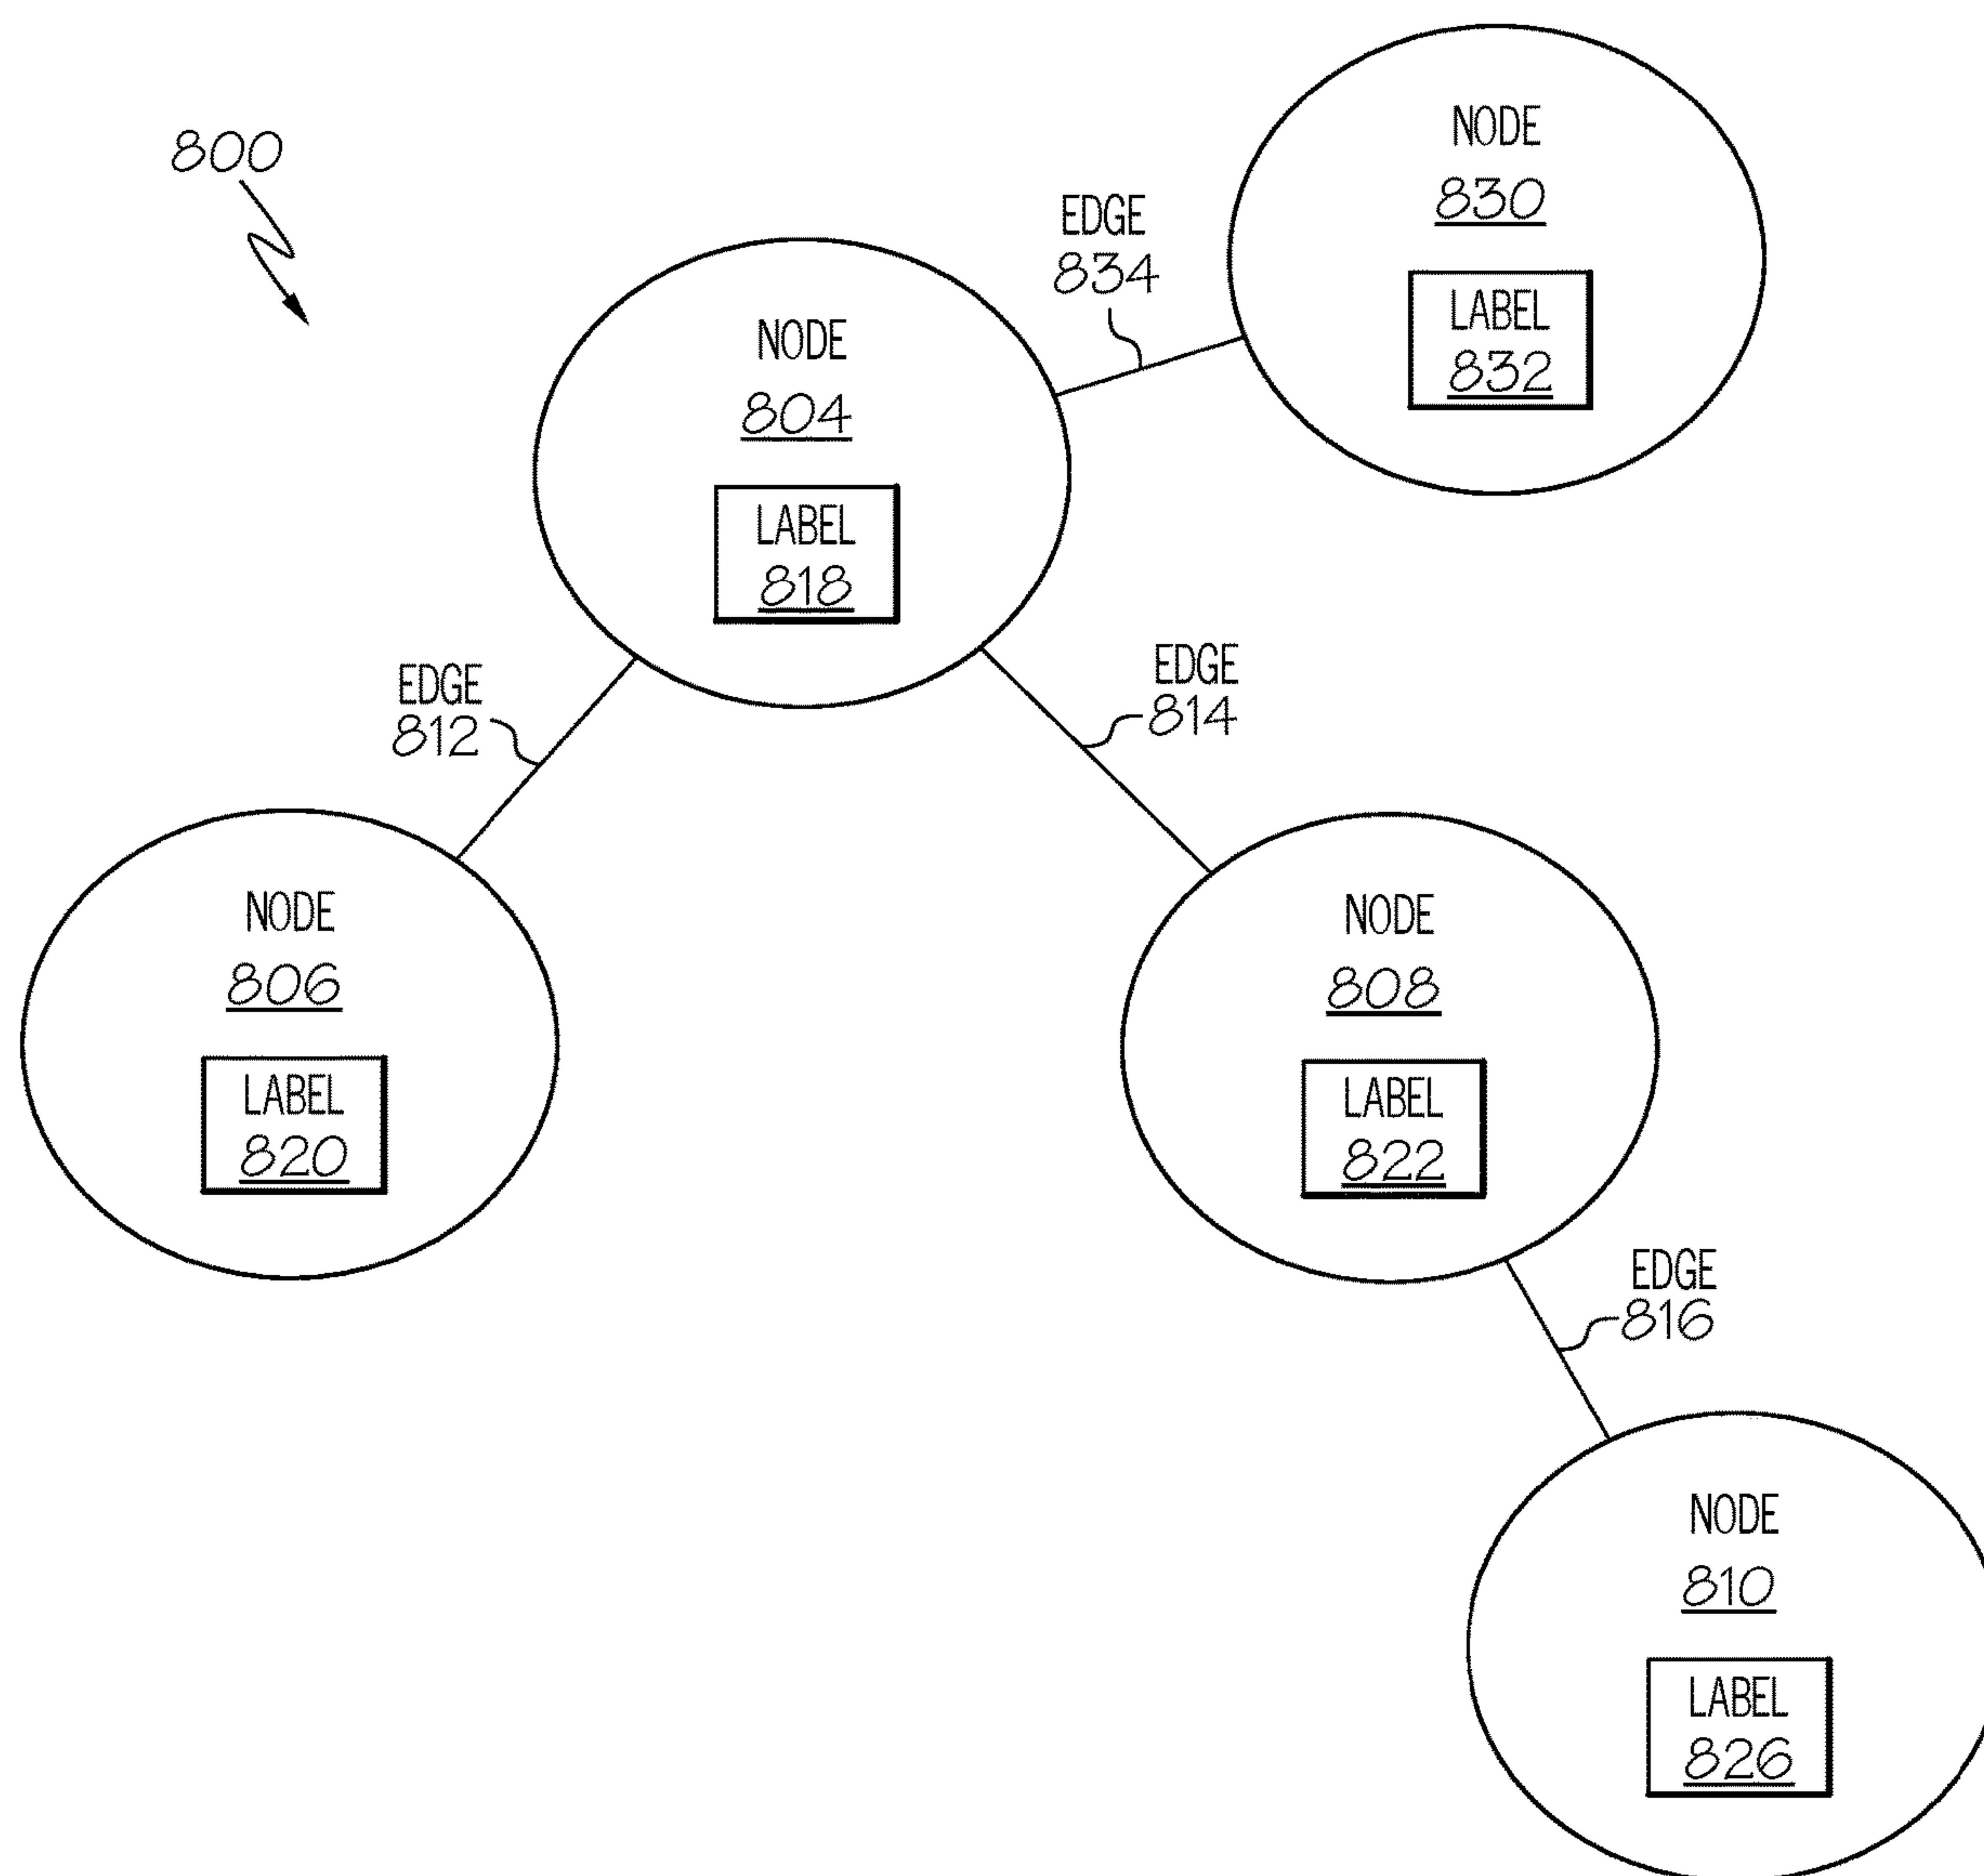 800
NODE
830
LABEL
832
EDGE
834
NODE
804
LABEL
818
EDGE
812
EDGE
814
NODE
806
LABEL
820
NODE
808
LABEL
822
EDGE
816
NODE
810
LABEL
826